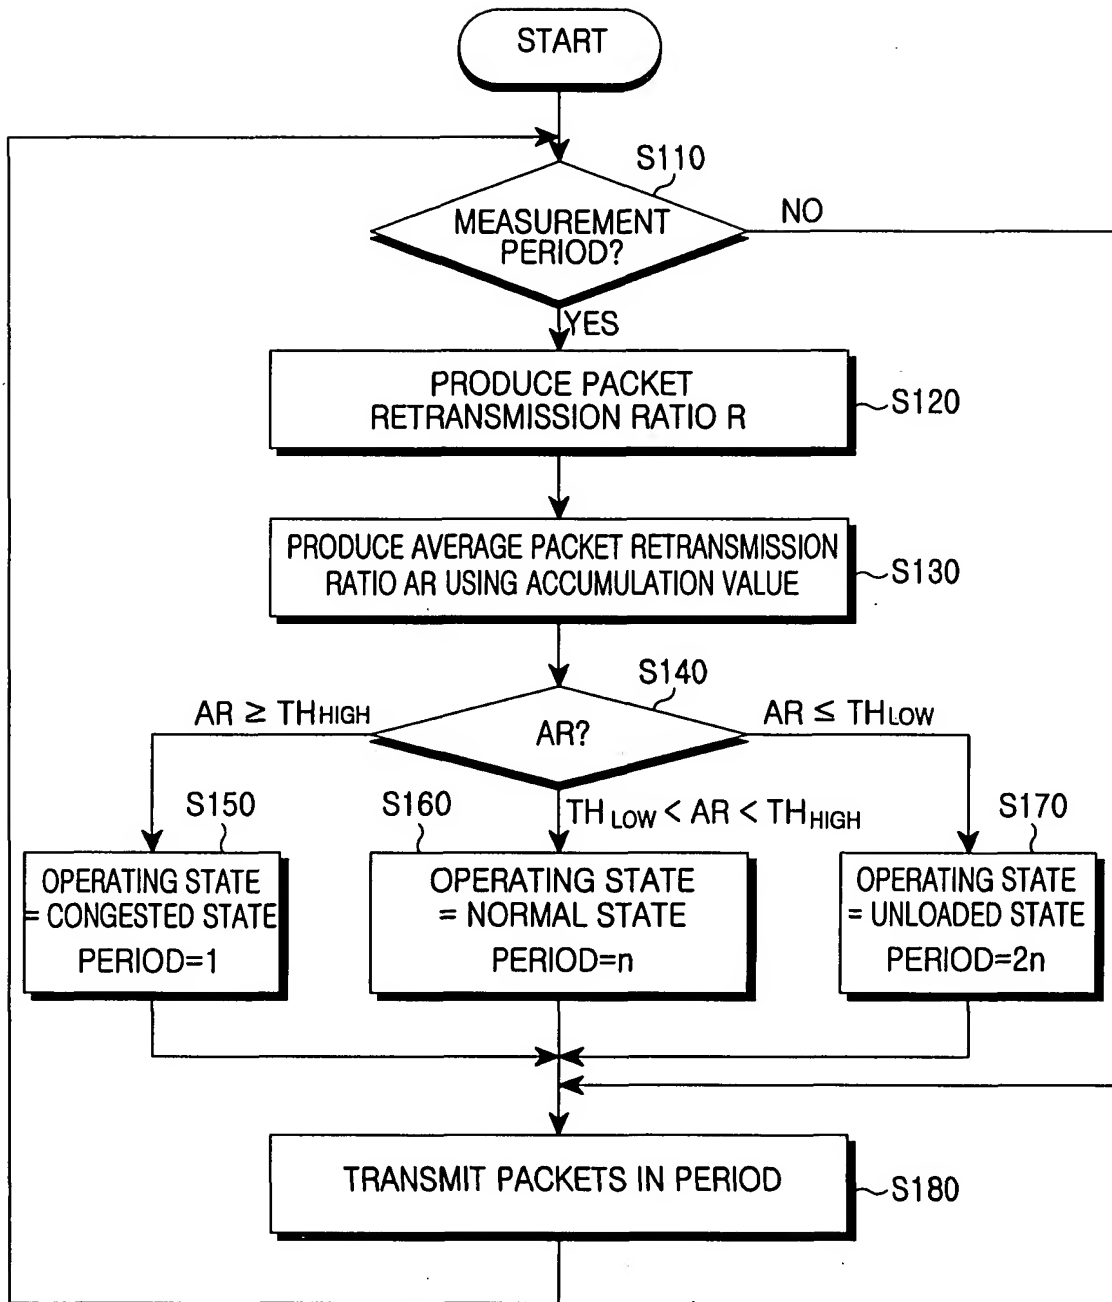 START
S110
MEASUREMENT
PERIOD?
NO
YES
PRODUCE PACKET
RETRANSMISSION RATIO R
S120
PRODUCE AVERAGE PACKET RETRANSMISSION
RATIO AR USING ACCUMULATION VALUE
S130
S140
AR ≥ THHIGH
AR?
AR ≤ THLOW
TH LOW < AR < THHIGH
S150
OPERATING STATE
= CONGESTED STATE
PERIOD=1
S160
OPERATING STATE
= NORMAL STATE
PERIOD=n
S170
OPERATING STATE
= UNLOADED STATE
PERIOD=2n
TRANSMIT PACKETS IN PERIOD
S180